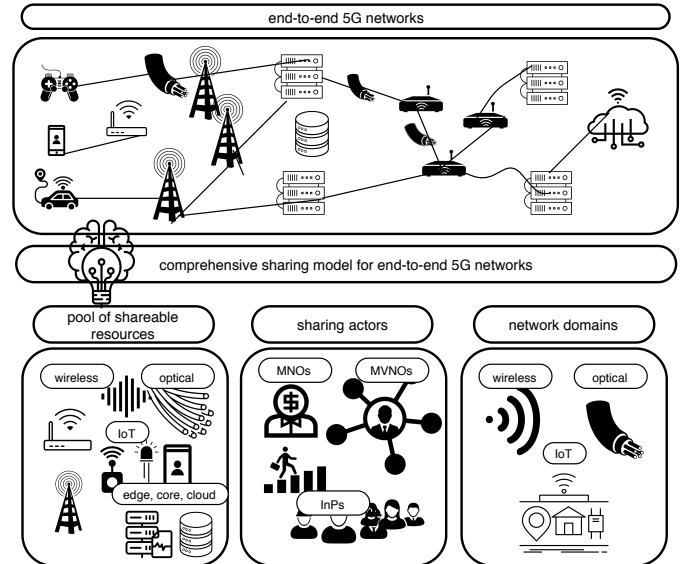 end-to-end 5G networks
comprehensive sharing model for end-to-end 5G networks
pool of shareable
resources
sharing actors
network domains
wireless
optical
IoT
edge, core, cloud
MNOs
MVNOs
InPs
wireless
optical
IoT